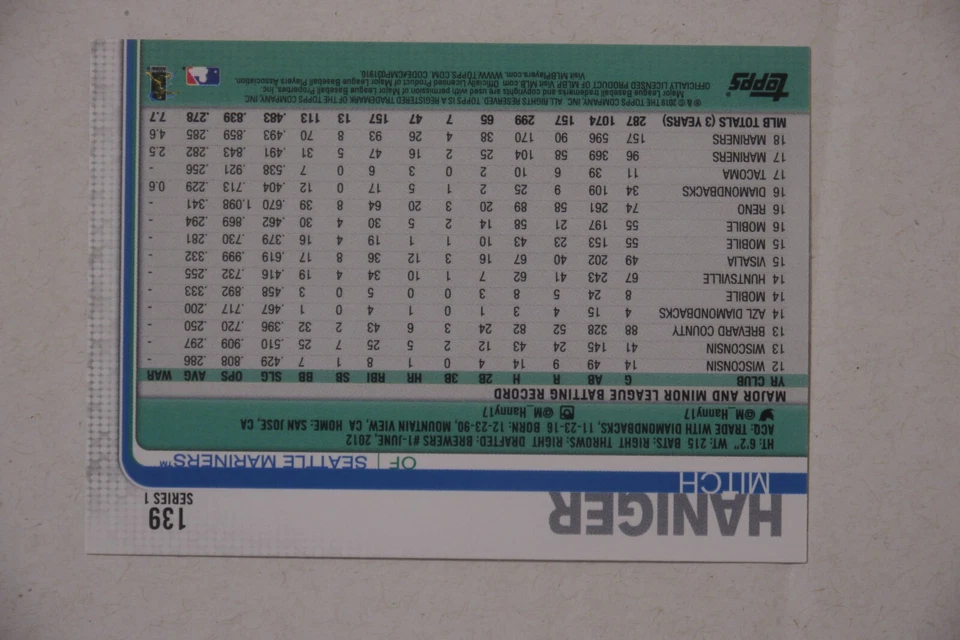 139
SERIES 1
HANIGER
MITCH
OF | SEATTLE MARINERS™
HT: 6'2" WT: 215 BATS: RIGHT THROWS: RIGHT DRAFTED: BREWERS #1-JUNE, 2012
ACQ: TRADE WITH DIAMONDBACKS, 11-23-16 BORN: 12-23-90, MOUNTAIN VIEW, CA HOME: SAN JOSE, CA
@M_Hanny17 @M_Hanny17
MAJOR AND MINOR LEAGUE BATTING RECORD
YR CLUB G AB R H 2B 3B HR RBI SB BB SLG OPS AVG WAR
12 WISCONSIN 14 49 9 14 4 0 1 8 1 7 .429 .808 .286 -
13 WISCONSIN 41 145 24 43 12 2 5 25 7 25 .510 .909 .297 -
13 BREVARD COUNTY 88 328 52 82 24 3 6 43 2 32 .396 .720 .250 -
14 AZL DIAMONDBACKS 4 15 4 3 1 0 1 4 0 1 .467 .717 .200 -
14 MOBILE 8 24 5 8 3 0 0 5 0 3 .458 .892 .333 -
14 HUNTSVILLE 67 243 41 62 7 1 10 34 4 19 .416 .732 .255 -
15 VISALIA 49 202 40 67 16 3 12 36 8 17 .619 .999 .332 -
15 MOBILE 55 153 23 43 10 1 1 19 4 16 .379 .730 .281 -
16 MOBILE 55 197 21 58 14 2 5 30 4 30 .462 .869 .294 -
16 RENO 74 261 58 89 20 3 20 64 8 39 .670 1.098 .341 -
16 DIAMONDBACKS 34 109 9 25 2 1 5 17 0 12 .404 .713 .229 0.6
17 TACOMA 11 39 6 10 2 0 3 6 0 7 .538 .921 .256 -
17 MARINERS 96 369 58 104 25 2 16 47 5 31 .491 .843 .282 2.5
18 MARINERS 157 596 90 170 38 4 26 93 8 70 .493 .859 .285 4.6
MLB TOTALS (3 YEARS) 287 1074 157 299 65 7 47 157 13 113 .483 .839 .278 7.7
topps
® & © 2019 THE TOPPS COMPANY, INC. ALL RIGHTS RESERVED. TOPPS IS A REGISTERED TRADEMARK OF THE TOPPS COMPANY, INC.
Major League Baseball trademarks and copyrights are used with permission of Major League Baseball Properties, Inc.
OFFICIALLY LICENSED PRODUCT OF MLB Visit MLB.com. Officially Licensed Product of Major League Baseball Players Association.
Visit MLBPlayers.com. WWW.TOPPS.COM. CODE#CMP01916.